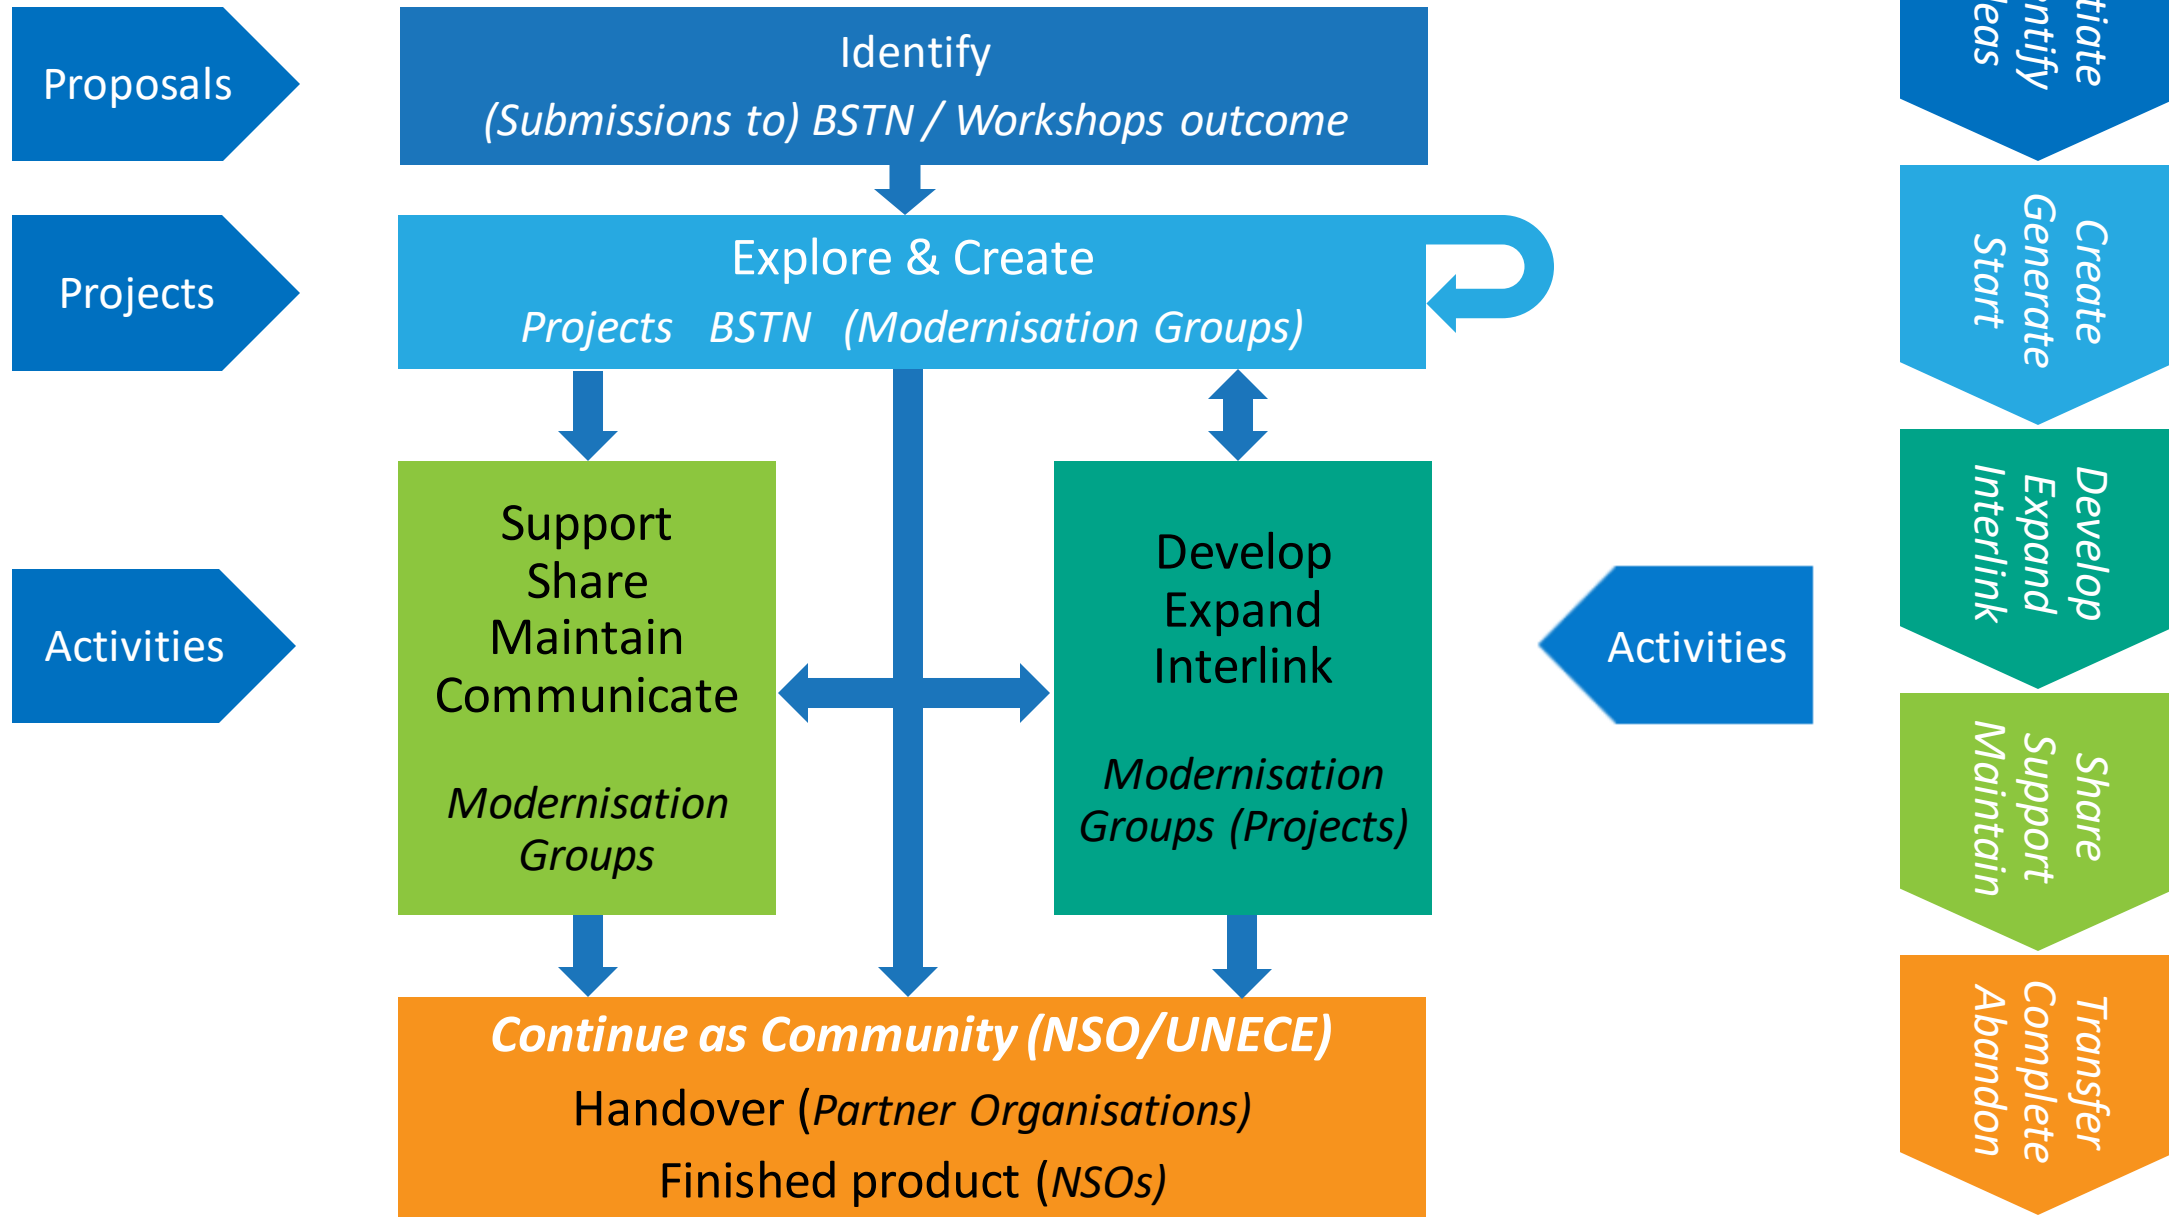 Proposals
Identify
(Submissions to) BSTN / Workshops outcome
Projects
Explore & Create
Projects BSTN (Modernisation Groups)
Activities
Support
Share
Maintain
Communicate
Modernisation
Groups
Develop
Expand
Interlink
Modernisation
Groups (Projects)
Activities
Continue as Community (NSO/UNECE)
Handover (Partner Organisations)
Finished product (NSOs)
Create
Generate
Start
Develop
Expand
Interlink
Share
Support
Maintain
Transfer
Complete
Abandon